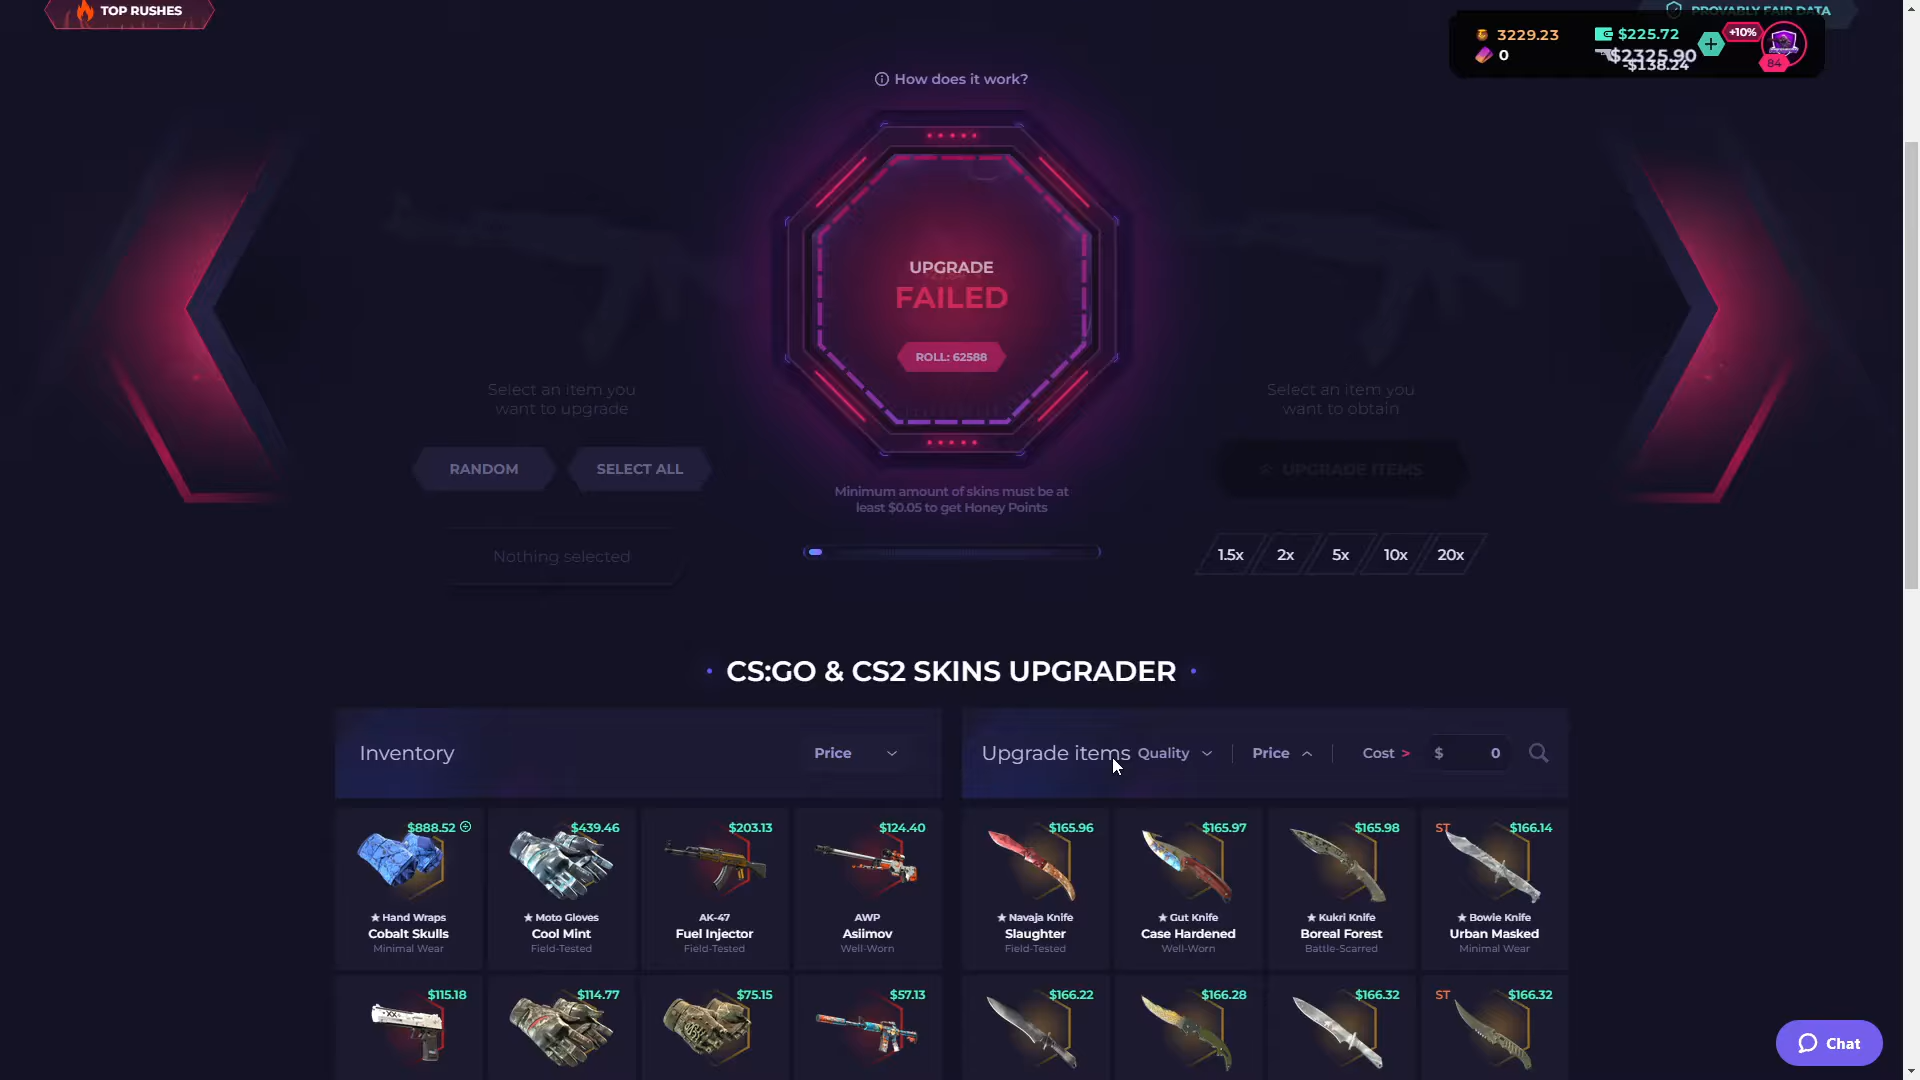 TOP RUSHES
PROVABLY FAIR DATA
3229.23
$225.72
+10%
0
$2325.90
-$138.24
84
How does it work?
UPGRADE
FAILED
ROLL: 62588
Select an item you
want to upgrade
Select an item you
want to obtain
RANDOM
SELECT ALL
UPGRADE ITEMS
Minimum amount of skins must be at
least $0.05 to get Honey Points
Nothing selected
1.5x
2x
5x
10x
20x
CS:GO & CS2 SKINS UPGRADER
Inventory
Price
Upgrade items
Quality
Price
Cost >
$
0
$888.52
$439.46
$203.13
$124.40
$165.96
$165.97
$165.98
ST
$166.14
★ Hand Wraps
Cobalt Skulls
Minimal Wear
★ Moto Gloves
Cool Mint
Field-Tested
AK-47
Fuel Injector
Field-Tested
AWP
Asiimov
Well-Worn
★ Navaja Knife
Slaughter
Field-Tested
★ Gut Knife
Case Hardened
Well-Worn
★ Kukri Knife
Boreal Forest
Battle-Scarred
★ Bowie Knife
Urban Masked
Minimal Wear
$115.18
$114.77
$75.15
$57.13
$166.22
$166.28
$166.32
ST
$166.32
Chat